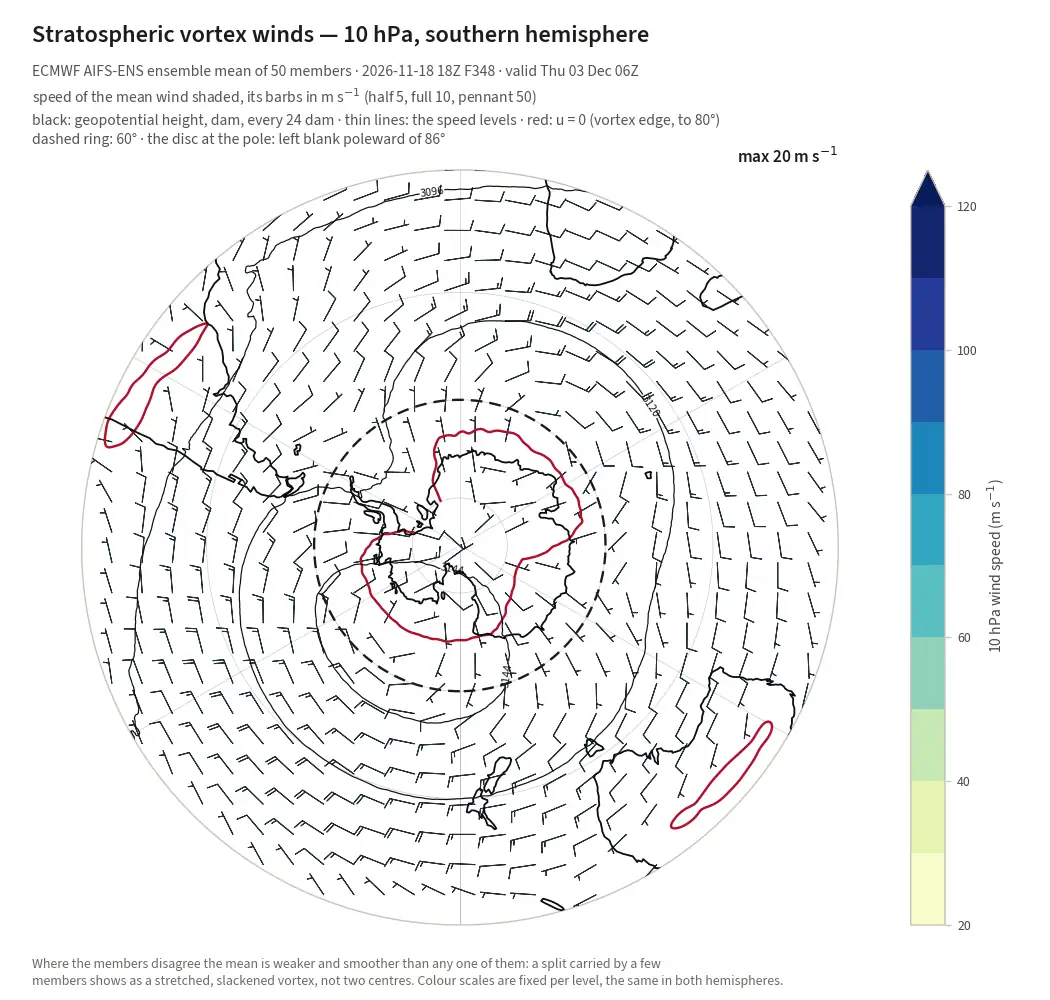 Stratospheric vortex winds — 10 hPa, southern hemisphere
ECMWF AIFS-ENS ensemble mean of 50 members · 2026-11-18 18Z F348 · valid Thu 03 Dec 06Z
speed of the mean wind shaded, its barbs in m s⁻¹ (half 5, full 10, pennant 50)
black: geopotential height, dam, every 24 dam · thin lines: the speed levels · red: u = 0 (vortex edge, to 80°)
dashed ring: 60° · the disc at the pole: left blank poleward of 86°
max 20 m s⁻¹
3096
3120
3144
3144
120
100
80
60
40
20
10 hPa wind speed (m s⁻¹)
Where the members disagree the mean is weaker and smoother than any one of them: a split carried by a few
members shows as a stretched, slackened vortex, not two centres. Colour scales are fixed per level, the same in both hemispheres.